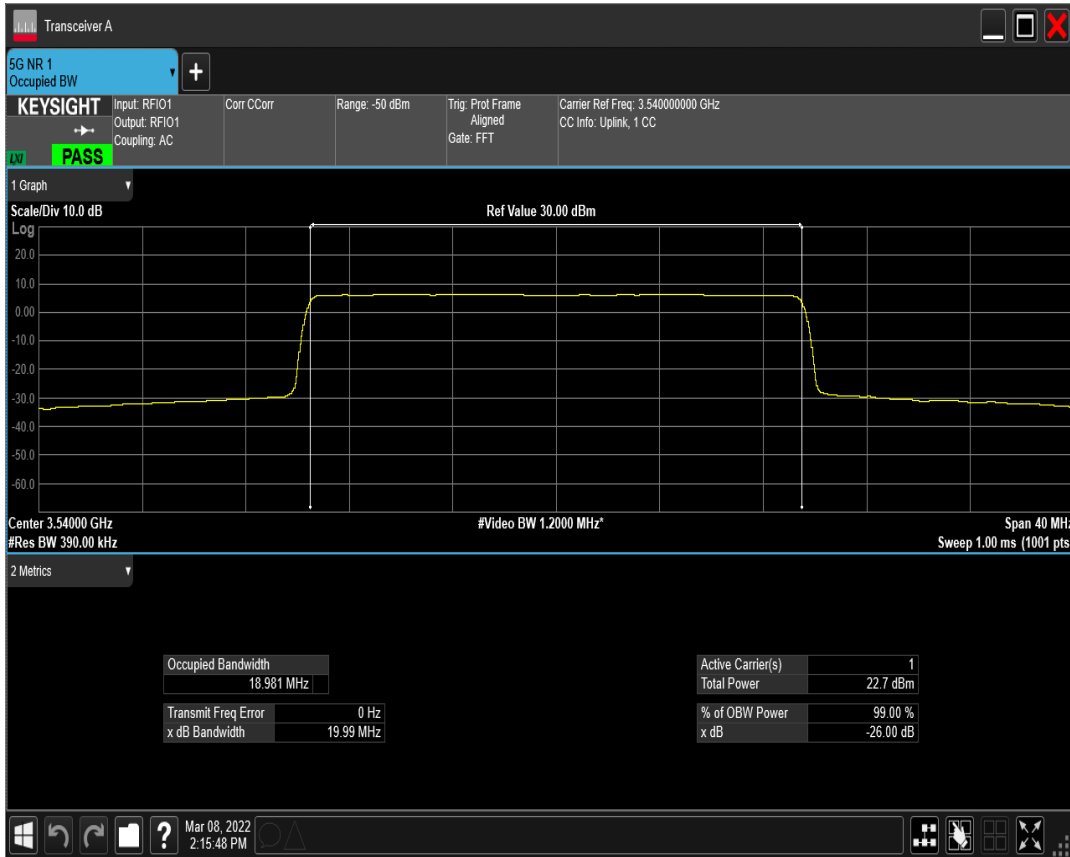 Transceiver A
5G NR 1
Occupied BW
KEYSIGHT
LXI
PASS
Input: RFIO1
Output: RFIO1
Coupling: AC
Corr CCorr
Range: -50 dBm
Trig: Prot Frame
Aligned
Gate: FFT
Carrier Ref Freq: 3.540000000 GHz
CC Info: Uplink, 1 CC
1 Graph
Scale/Div 10.0 dB
Ref Value 30.00 dBm
Log
20.0
10.0
0.00
-10.0
-20.0
-30.0
-40.0
-50.0
-60.0
Center 3.54000 GHz
#Video BW 1.2000 MHz*
Span 40 MHz
#Res BW 390.00 kHz
Sweep 1.00 ms (1001 pts
2 Metrics
Occupied Bandwidth
18.981 MHz
Transmit Freq Error 0 Hz
x dB Bandwidth 19.99 MHz
Active Carrier(s) 1
Total Power 22.7 dBm
% of OBW Power 99.00 %
x dB -26.00 dB
?
Mar 08, 2022
2:15:48 PM